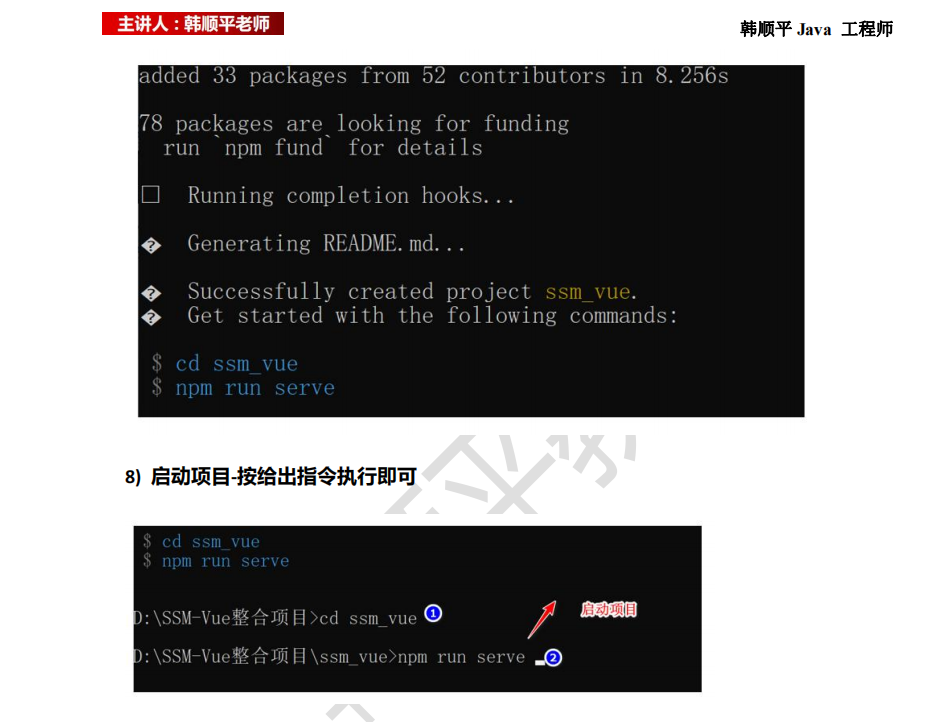 主讲人：韩顺平老师
韩顺平 Java 工程师
added 33 packages from 52 contributors in 8.256s
78 packages are looking for funding
run `npm fund` for details
Running completion hooks...
Generating README.md...
Successfully created project ssm_vue.
Get started with the following commands:
$ cd ssm_vue
$ npm run serve
8) 启动项目-按给出指令执行即可
$ cd ssm_vue
$ npm run serve
D:\SSM-Vue整合项目>cd ssm_vue 1
启动项目
D:\SSM-Vue整合项目\ssm_vue>npm run serve 2